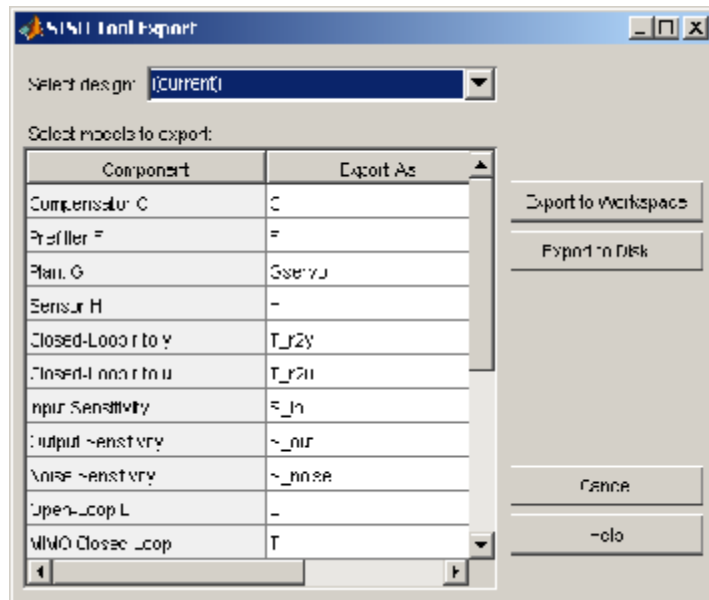 SISO Tool Export
Select design: (current)
Select models to export:
Component Export As
Compensator C C
Prefilter F F
Plant G Gservo
Sensor H H
Closed-Loop r to y T_r2y
Closed-Loop r to u T_r2u
Input Sensitivity S_in
Output Sensitivity S_out
Noise Sensitivity S_noise
Open-Loop L L
MIMO Closed Loop T
Export to Workspace
Export to Disk
Cancel
Help